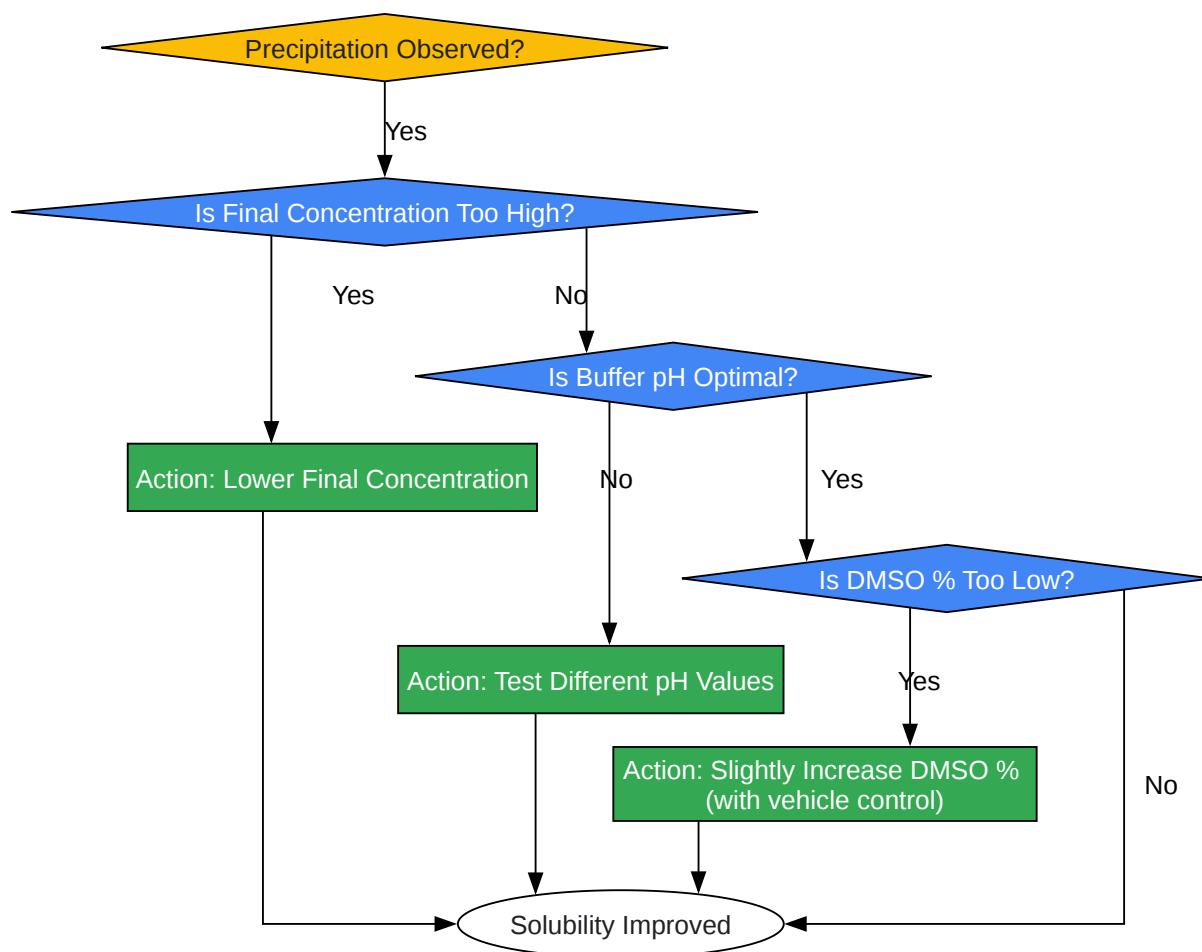 Precipitation Observed?
Yes
Is Final Concentration Too High?
Yes
No
Is Buffer pH Optimal?
Action: Lower Final Concentration
No
Yes
Is DMSO % Too Low?
Action: Test Different pH Values
Yes
Action: Slightly Increase DMSO %
(with vehicle control)
No
Solubility Improved